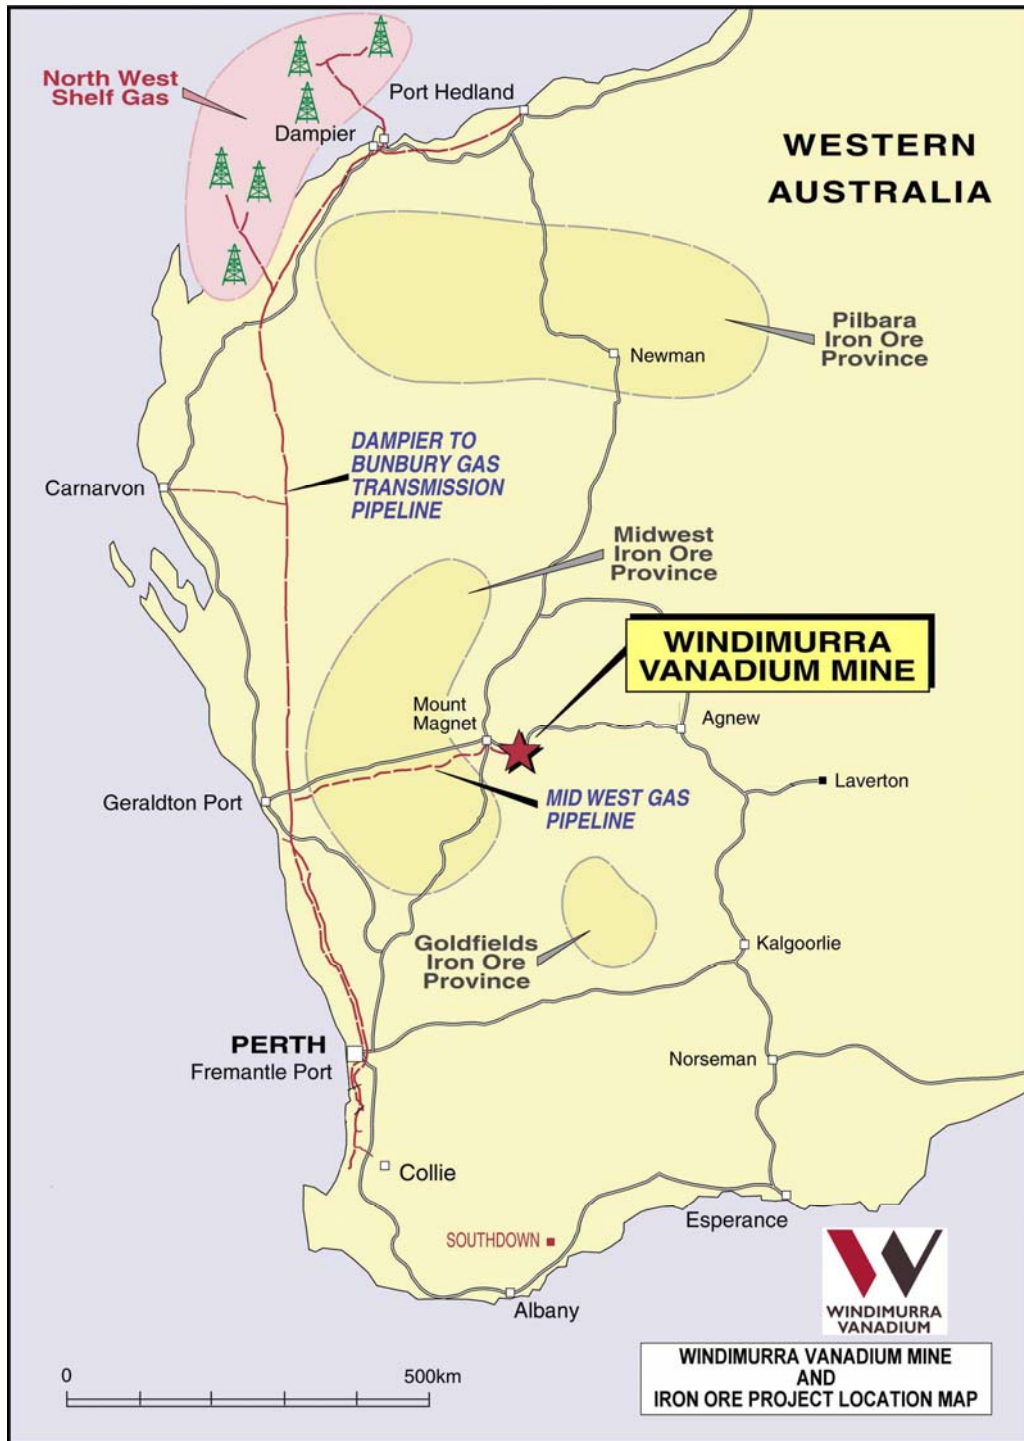 North West
Shelf Gas
Port Hedland
Dampier
WESTERN
AUSTRALIA
Pilbara
Iron Ore
Province
Newman
DAMPIER TO
BUNBURY GAS
TRANSMISSION
PIPELINE
Carnarvon
Midwest
Iron Ore
Province
WINDIMURRA
VANADIUM MINE
Mount
Magnet
Agnew
Laverton
Geraldton Port
MID WEST GAS
PIPELINE
Goldfields
Iron Ore
Province
Kalgoorlie
PERTH
Fremantle Port
Norseman
Collie
Esperance
SOUTHDOWN
Albany
WINDIMURRA
VANADIUM
0 500km
WINDIMURRA VANADIUM MINE
AND
IRON ORE PROJECT LOCATION MAP